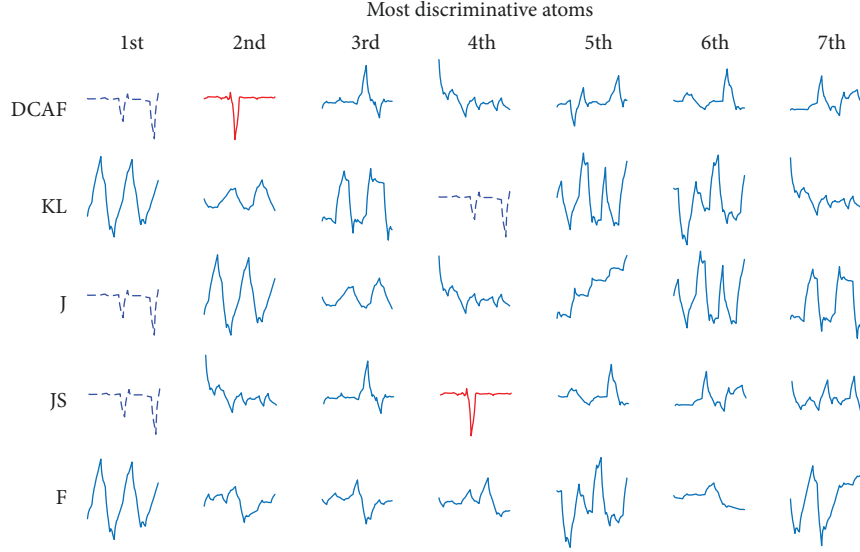 Most discriminative atoms
1st 2nd 3rd 4th 5th 6th 7th
DCAF
KL
J
JS
F